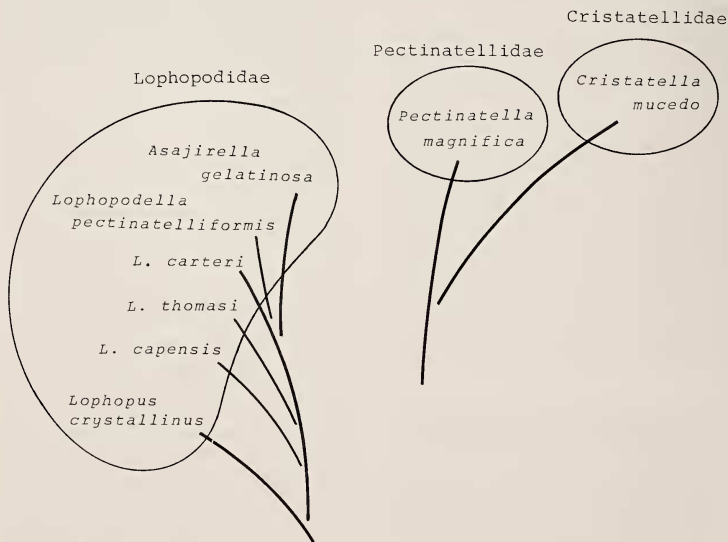 Cristatellidae
Pectinatellidae
Lophopodidae
Cristatella
mucedo
Pectinatella
magnifica
Asajirella
gelatinosa
Lophopodella
pectinatelliformis
L. carteri
L. thomasi
L. capensis
Lophopus
crystallinus